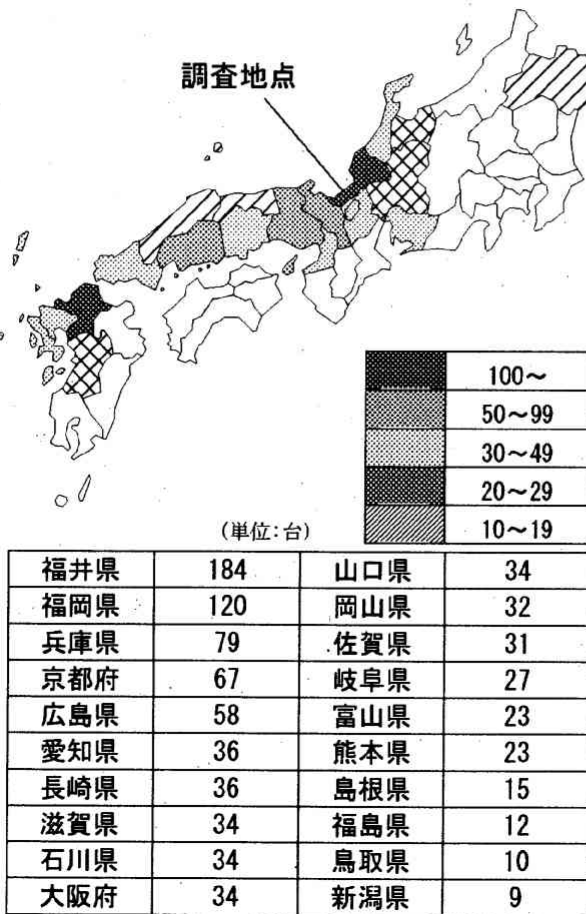 調査地点
100～
50～99
30～49
20～29
10～19
(単位:台)
福井県 184 山口県 34
福岡県 120 岡山県 32
兵庫県 79 佐賀県 31
京都府 67 岐阜県 27
広島県 58 富山県 23
愛知県 36 熊本県 23
長崎県 36 島根県 15
滋賀県 34 福島県 12
石川県 34 鳥取県 10
大阪府 34 新潟県 9